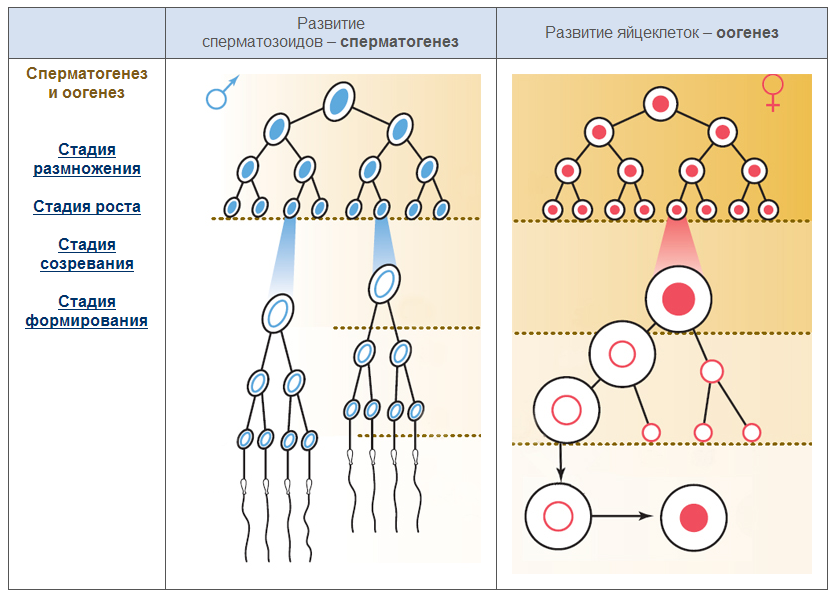 Развитие
сперматозоидов – сперматогенез
Развитие яйцеклеток – оогенез
Сперматогенез
и оогенез
Стадия
размножения
Стадия роста
Стадия
созревания
Стадия
формирования